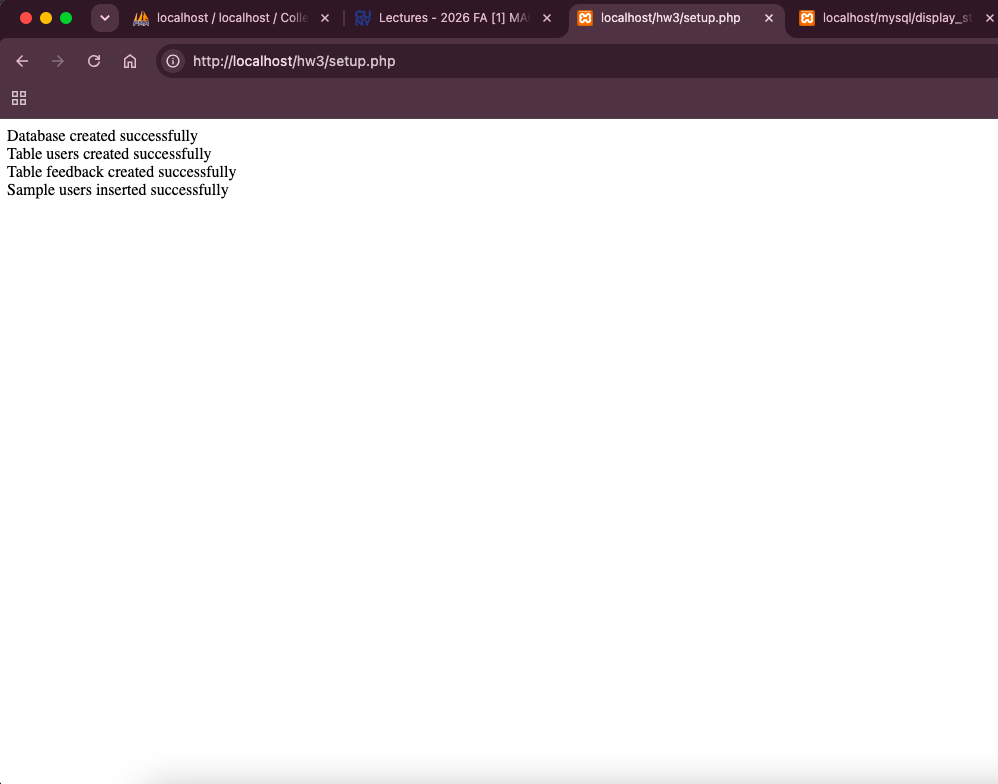 localhost / localhost / Colle
Lectures - 2026 FA [1] MA
localhost/hw3/setup.php
localhost/mysql/display_st
http://localhost/hw3/setup.php
Database created successfully
Table users created successfully
Table feedback created successfully
Sample users inserted successfully